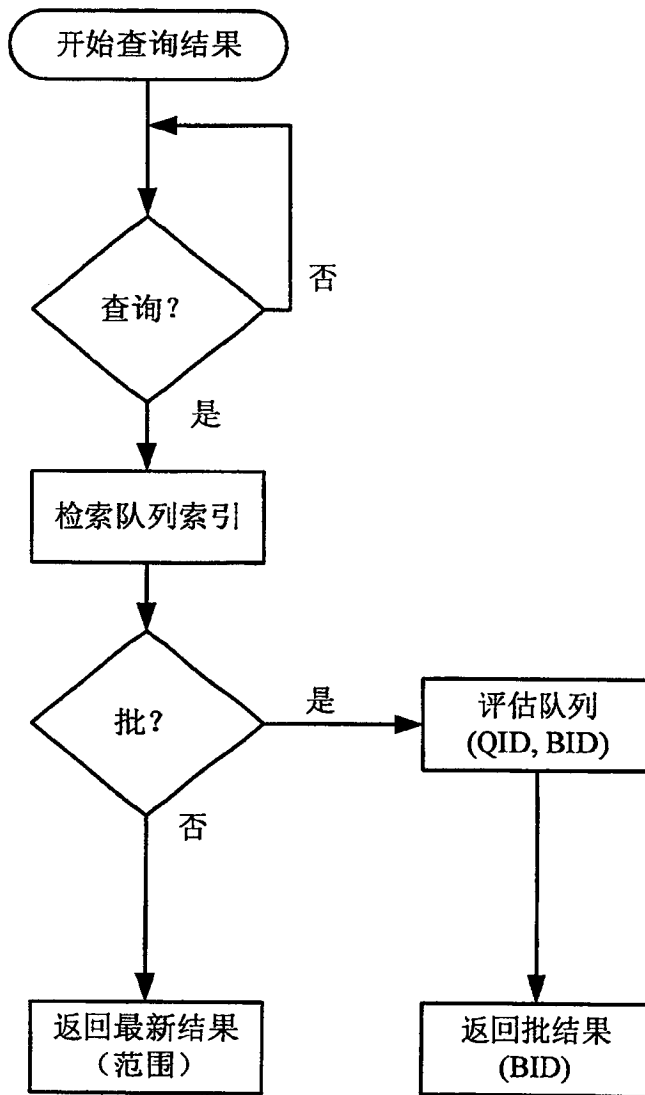 开始查询结果
查询？
否
是
检索队列索引
批？
是
评估队列
(QID, BID)
否
返回最新结果
（范围）
返回批结果
(BID)